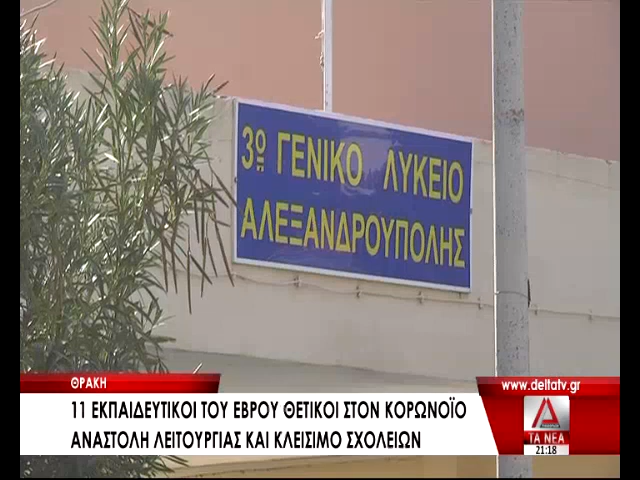 3ο ΓΕΝΙΚΟ ΛΥΚΕΙΟ
ΑΛΕΞΑΝΔΡΟΥΠΟΛΗΣ
ΘΡΑΚΗ
11 ΕΚΠΑΙΔΕΥΤΙΚΟΙ ΤΟΥ ΕΒΡΟΥ ΘΕΤΙΚΟΙ ΣΤΟΝ ΚΟΡΩΝΟΪΟ
ΑΝΑΣΤΟΛΗ ΛΕΙΤΟΥΡΓΙΑΣ ΚΑΙ ΚΛΕΙΣΙΜΟ ΣΧΟΛΕΙΩΝ
www.deltatv.gr
ΤΑ ΝΕΑ
21:18